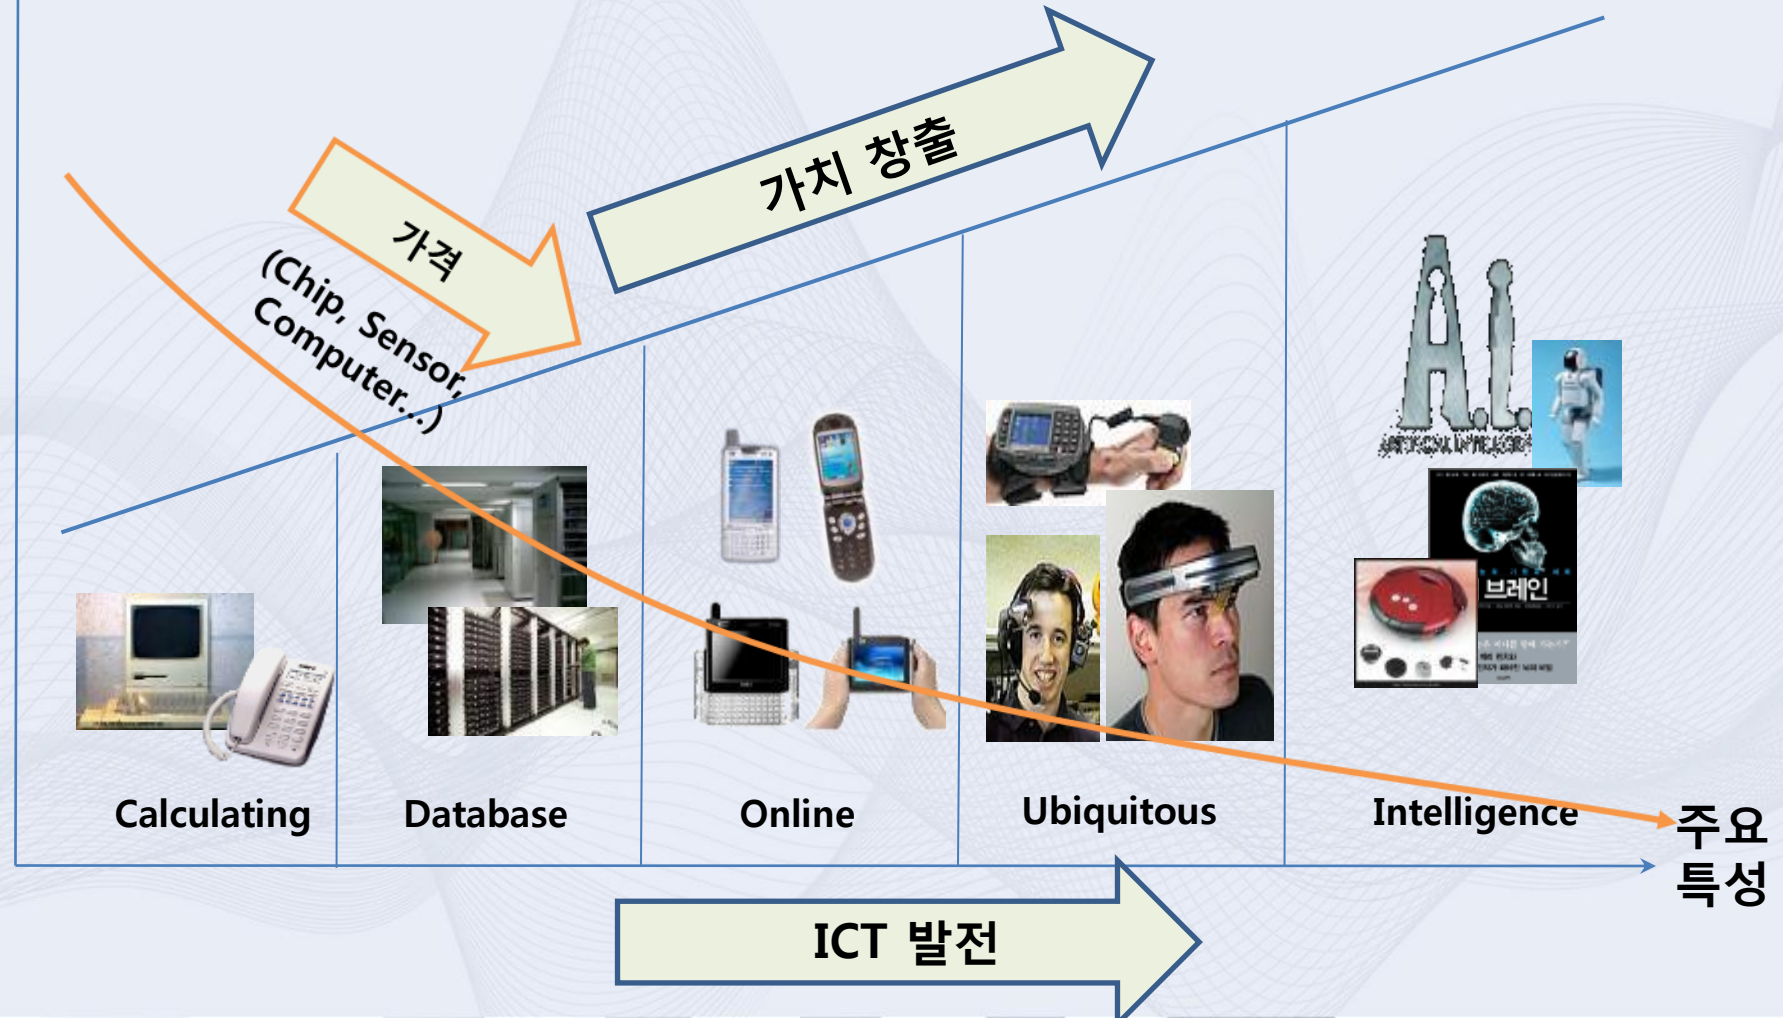 가치 창출
가격
(Chip, Sensor,
Computer...)
A.I.
브레인
Calculating
Database
Online
Ubiquitous
Intelligence
주요
특성
ICT 발전